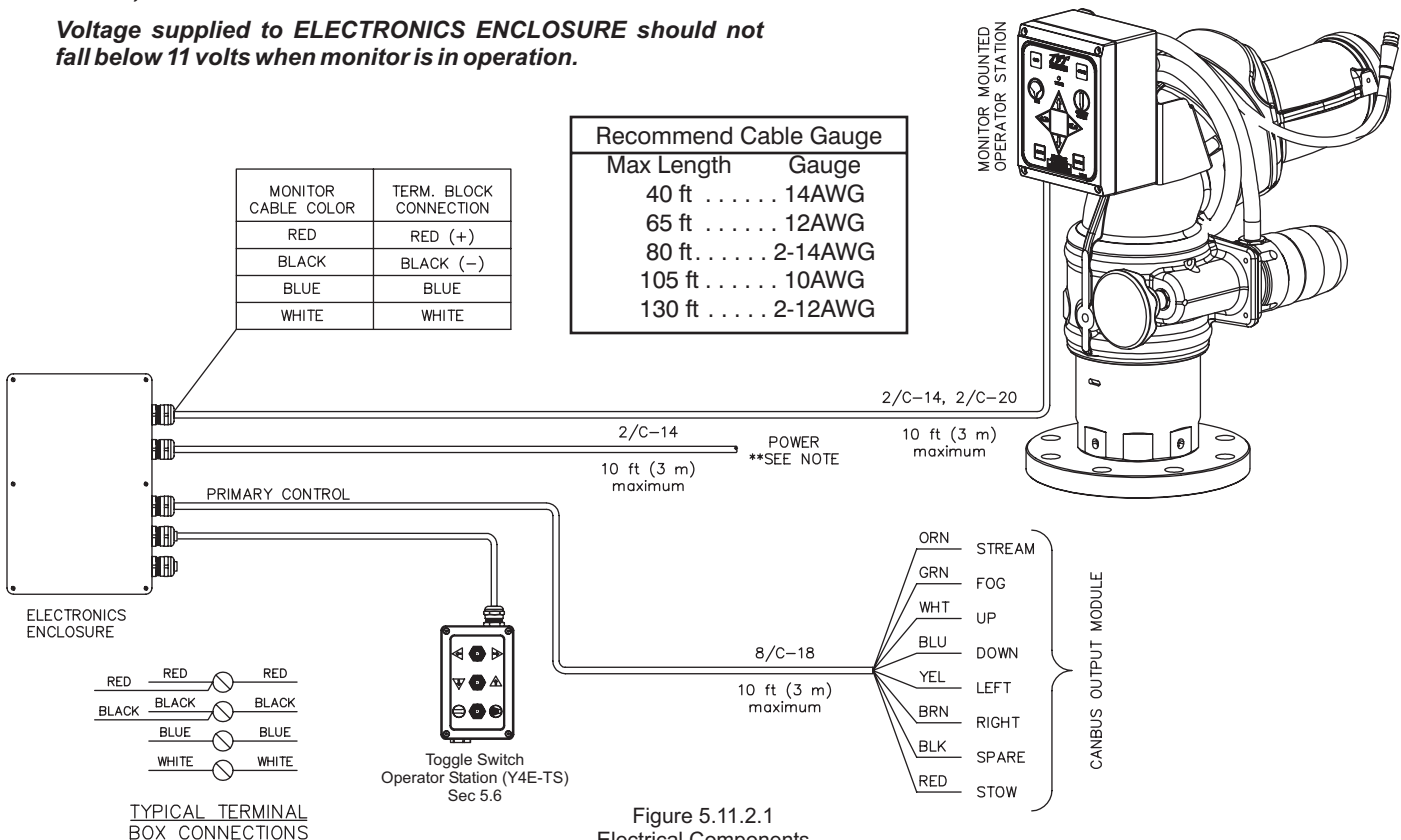 Voltage supplied to ELECTRONICS ENCLOSURE should not
fall below 11 volts when monitor is in operation.
MONITOR MOUNTED
OPERATOR STATION
Recommend Cable Gauge
Max Length Gauge
40 ft . . . . . . 14AWG
65 ft . . . . . . 12AWG
80 ft . . . . . . 2-14AWG
105 ft . . . . . . 10AWG
130 ft . . . . . 2-12AWG
MONITOR CABLE COLOR TERM. BLOCK CONNECTION
RED RED (+)
BLACK BLACK (−)
BLUE BLUE
WHITE WHITE
2/C−14, 2/C−20
10 ft (3 m)
maximum
2/C−14
10 ft (3 m)
maximum
POWER
**SEE NOTE
PRIMARY CONTROL
ELECTRONICS
ENCLOSURE
8/C−18
10 ft (3 m)
maximum
ORN STREAM
GRN FOG
WHT UP
BLU DOWN
YEL LEFT
BRN RIGHT
BLK SPARE
RED STOW
CANBUS OUTPUT MODULE
RED RED RED
BLACK BLACK BLACK
BLUE BLUE
WHITE WHITE
TYPICAL TERMINAL
BOX CONNECTIONS
Toggle Switch
Operator Station (Y4E-TS)
Sec 5.6
Figure 5.11.2.1
Electrical Components